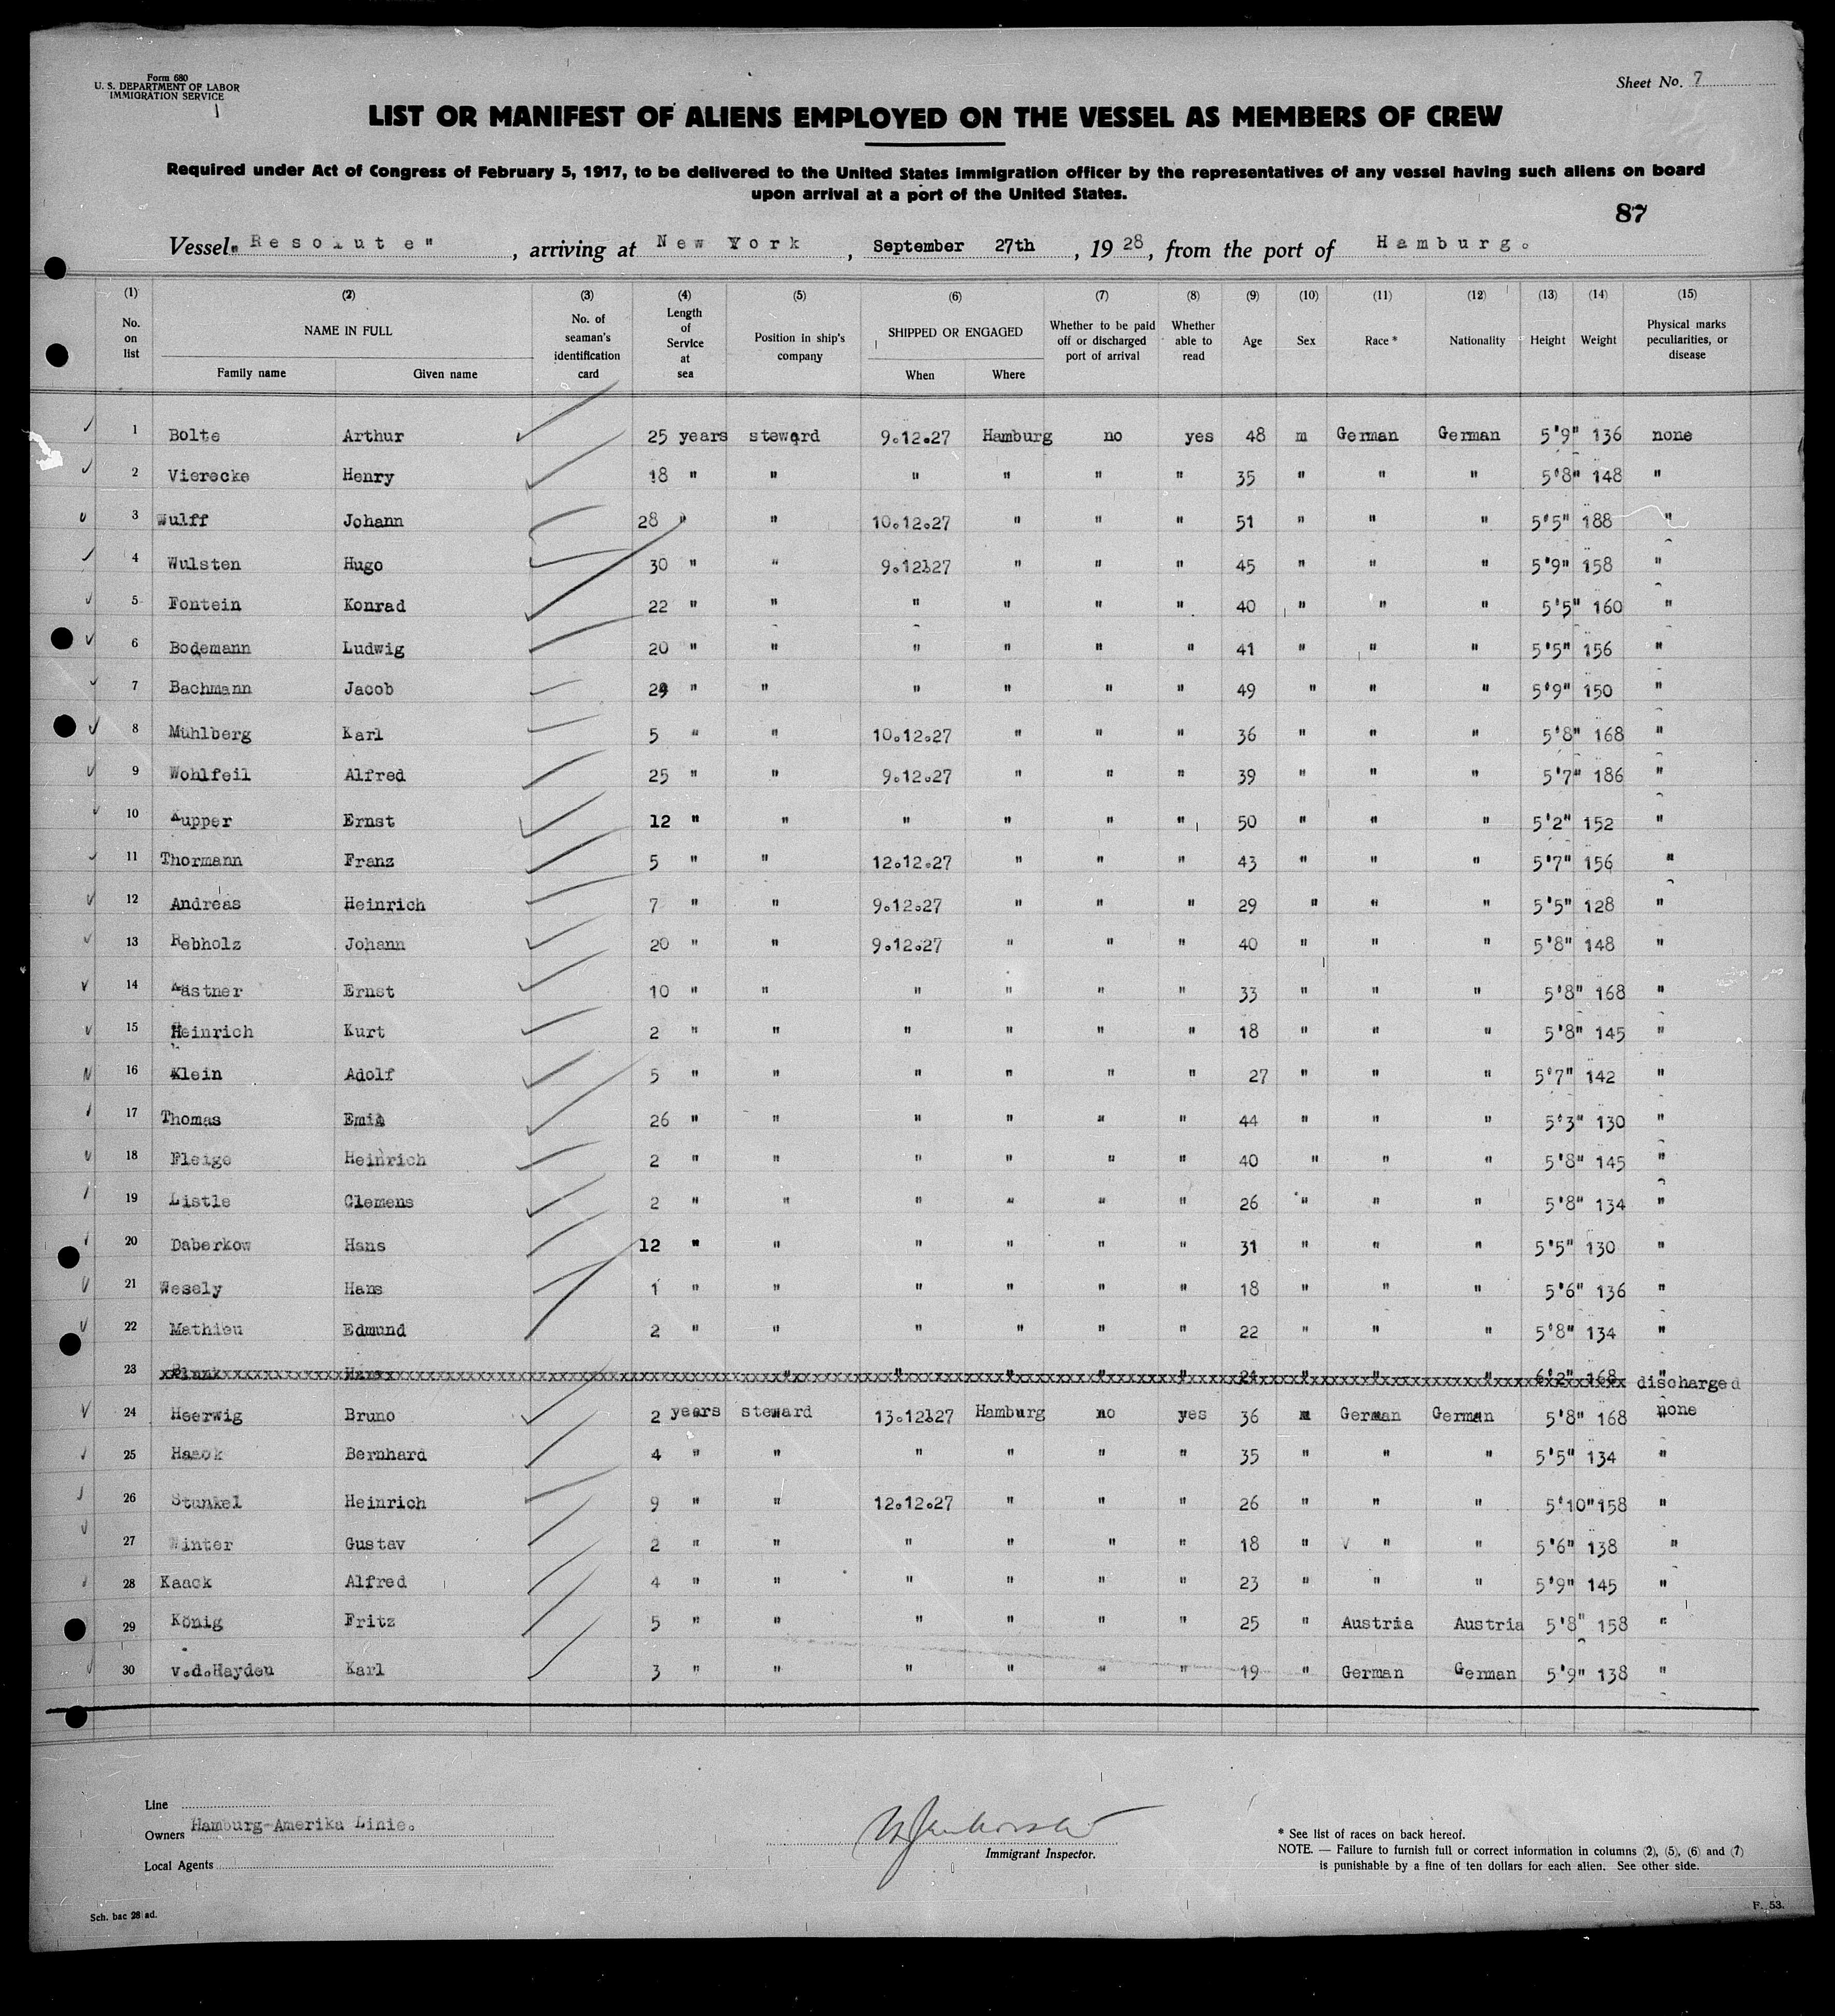 Form 680
U. S. DEPARTMENT OF LABOR
IMMIGRATION SERVICE
Sheet No. 7
LIST OR MANIFEST OF ALIENS EMPLOYED ON THE VESSEL AS MEMBERS OF CREW
Required under Act of Congress of February 5, 1917, to be delivered to the United States immigration officer by the representatives of any vessel having such aliens on board
upon arrival at a port of the United States.
87
Vessel "Resolute", arriving at New York, September 27th, 1928, from the port of Hamburg.
(1) (2) (3) (4) (5) (6) (7) (8) (9) (10) (11) (12) (13) (14) (15)
No. on list NAME IN FULL Family name Given name No. of seaman's identification card Length of Service at sea Position in ship's company SHIPPED OR ENGAGED When Where Whether to be paid off or discharged port of arrival Whether able to read Age Sex Race * Nationality Height Weight Physical marks peculiarities, or disease
1 Bolte Arthur 25 years steward 9.12.27 Hamburg no yes 48 m German German 5'9" 136 none
2 Vierecke Henry 18 " " " " " " 35 " " " 5'8" 148 "
3 Wulff Johann 28 " " 10.12.27 " " " 51 " " " 5'5" 188 "
4 Wulsten Hugo 30 " " 9.12.27 " " " 45 " " " 5'9" 158 "
5 Fontein Konrad 22 " " " " " " 40 " " " 5'5" 160 "
6 Bodemann Ludwig 20 " " " " " " 41 " " " 5'5" 156 "
7 Bachmann Jacob 29 " " " " " " 49 " " " 5'9" 150 "
8 Mühlberg Karl 5 " " 10.12.27 " " " 36 " " " 5'8" 168 "
9 Wohlfeil Alfred 25 " " 9.12.27 " " " 39 " " " 5'7" 186 "
10 Kupper Ernst 12 " " " " " " 50 " " " 5'2" 152 "
11 Thormann Franz 5 " " 12.12.27 " " " 43 " " " 5'7" 156 "
12 Andreas Heinrich 7 " " 9.12.27 " " " 29 " " " 5'5" 128 "
13 Rebholz Johann 20 " " 9.12.27 " " " 40 " " " 5'8" 148 "
14 Kästner Ernst 10 " " " " " " 33 " " " 5'8" 168 "
15 Heinrich Kurt 2 " " " " " " 18 " " " 5'8" 145 "
16 Klein Adolf 5 " " " " " " 27 " " " 5'7" 142 "
17 Thomas Emil 26 " " " " " " 44 " " " 5'3" 130 "
18 Fleige Heinrich 2 " " " " " " 40 " " " 5'8" 145 "
19 Listle Clemens 2 " " " " " " 26 " " " 5'8" 134 "
20 Daberkow Hans 12 " " " " " " 31 " " " 5'5" 130 "
21 Wesely Hans 1 " " " " " " 18 " " " 5'6" 136 "
22 Mathieu Edmund 2 " " " " " " 22 " " " 5'8" 134 "
23 Hans " " " " " 21 " " " 6'2" 168 " discharged
24 Heerwig Bruno 2 years steward 13.12.27 Hamburg no yes 36 m German German 5'8" 168 none
25 Haack Bernhard 4 " " " " " " 35 " " " 5'5" 134 "
26 Stunkel Heinrich 9 " " 12.12.27 " " " 26 " " " 5'10" 158 "
27 Winter Gustav 2 " " " " " " 18 " " " 5'6" 138 "
28 Kaack Alfred 4 " " " " " " 23 " " " 5'9" 145 "
29 König Fritz 5 " " " " " " 25 " Austria Austria 5'8" 158 "
30 v.d.Hayden Karl 3 " " " " " " 19 " German German 5'9" 138 "
Line
Owners Hamburg-Amerika Linie.
Local Agents
Immigrant Inspector.
* See list of races on back hereof.
NOTE. — Failure to furnish full or correct information in columns (2), (5), (6) and (7)
is punishable by a fine of ten dollars for each alien. See other side.
Sch. bac 28 ad.
F. 53.